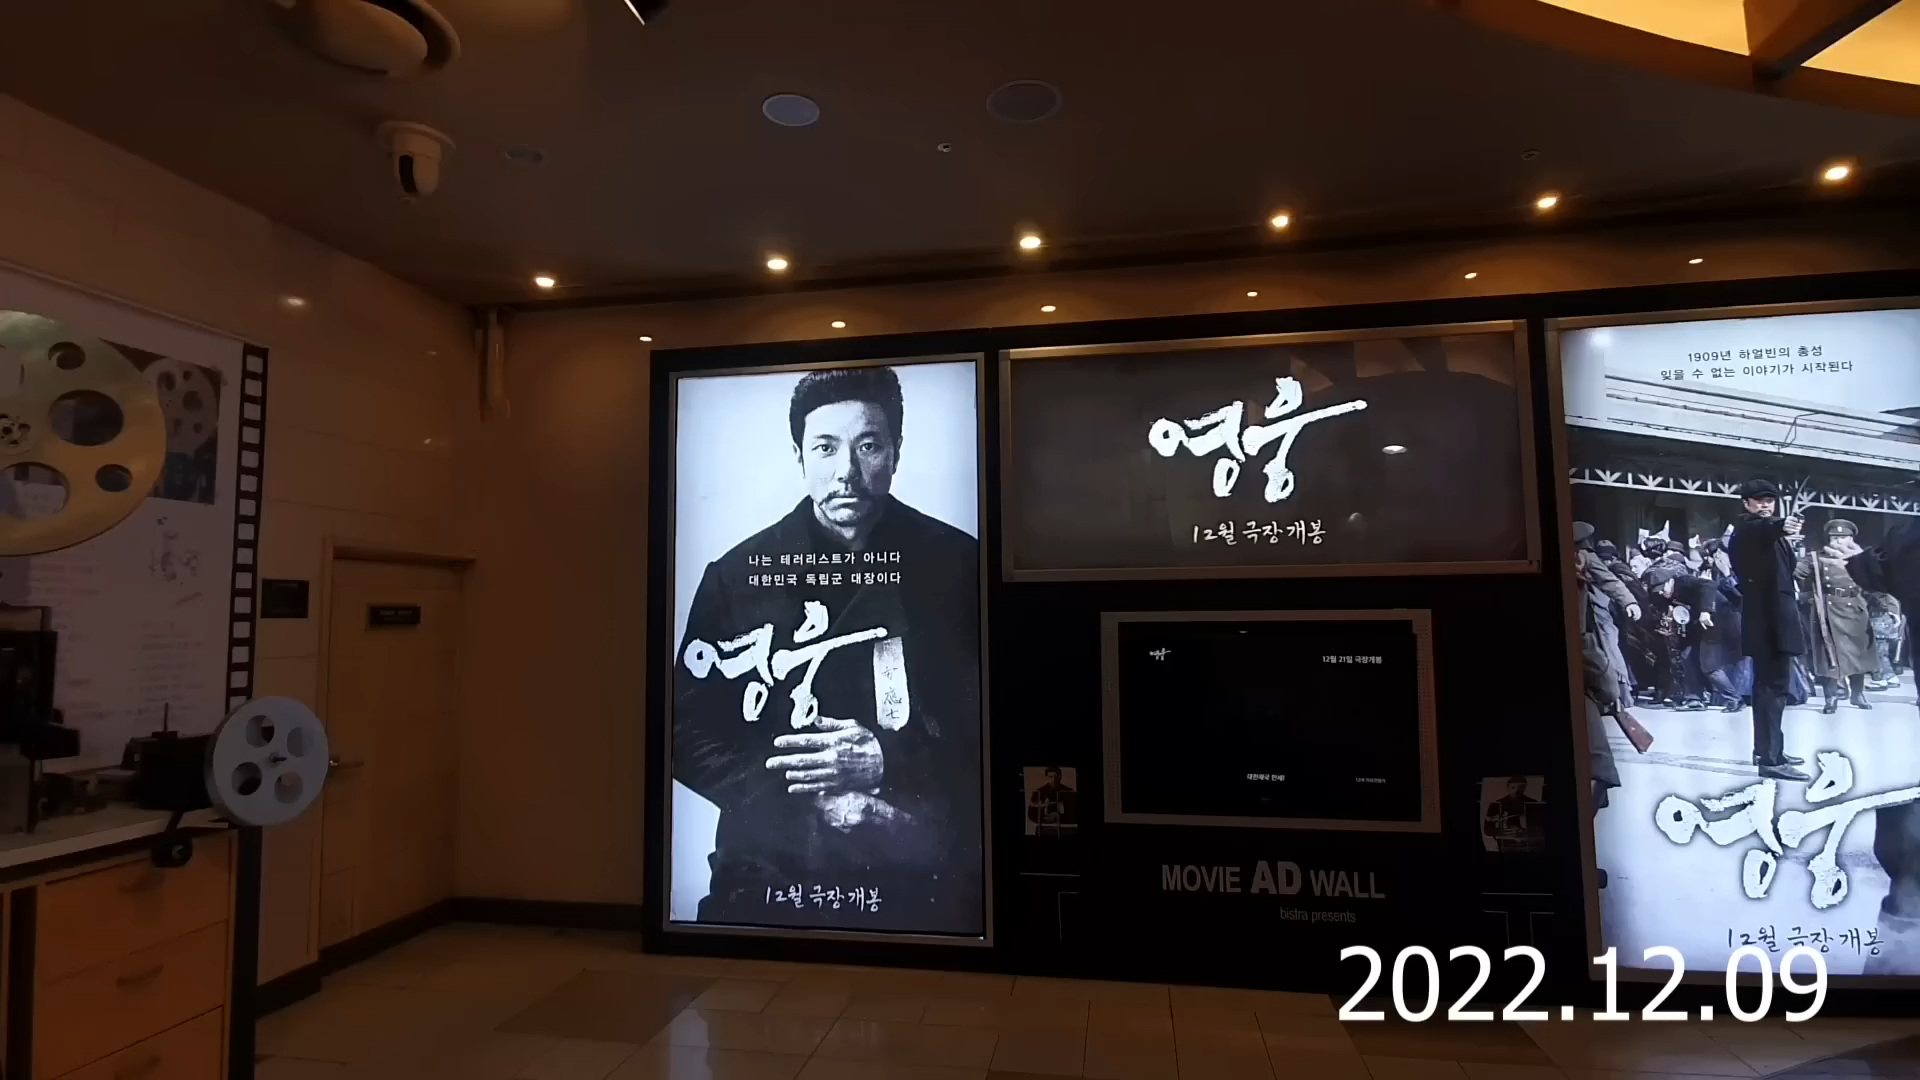 나는 테러리스트가 아니다
대한민국 독립군 대장이다
영웅
12월 극장 개봉
영웅
12월 극장 개봉
영웅
12월 21일 극장개봉
MOVIE AD WALL
bistra presents
1909년 하얼빈의 총성
잊을 수 없는 이야기가 시작된다
영웅
12월 극장 개봉
2022.12.09